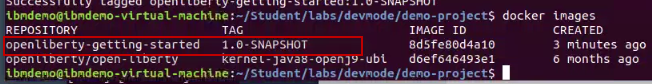 Successfully tagged openliberty-getting-started:1.0-SNAPSHOT
ibmdemo@ibmdemo-virtual-machine:~/Student/labs/devmode/demo-project$ docker images
REPOSITORY TAG IMAGE ID CREATED
openliberty-getting-started 1.0-SNAPSHOT 8d5fe80d4a10 3 minutes ago
openliberty/open-liberty kernel-java8-openj9-ubi d6ef646493e1 6 months ago
ibmdemo@ibmdemo-virtual-machine:~/Student/labs/devmode/demo-project$